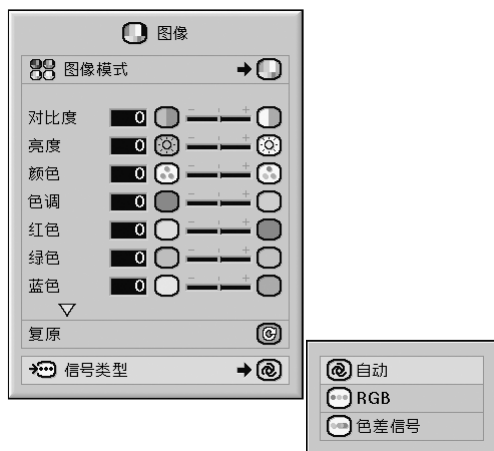 图像
图像模式
对比度 0
亮度 0
颜色 0
色调 0
红色 0
绿色 0
蓝色 0
复原
信号类型
自动
RGB
色差信号